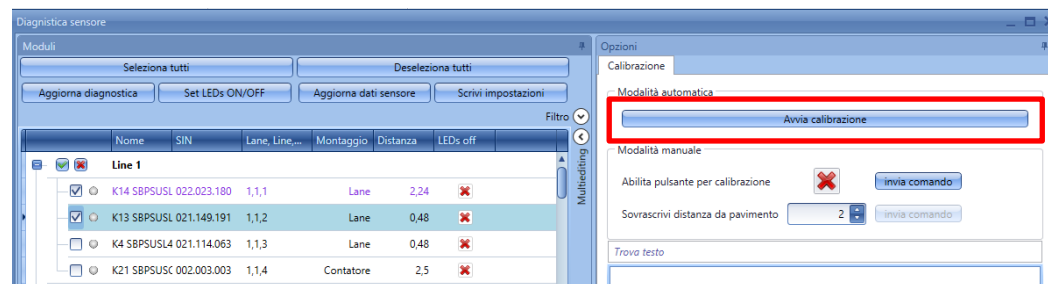 Diagnistica sensore
Moduli
Seleziona tutti
Deseleziona tutti
Aggiorna diagnostica
Set LEDs ON/OFF
Aggiorna dati sensore
Scrivi impostazioni
Filtro
Nome SIN Lane, Line,... Montaggio Distanza LEDs off
Line 1
K14 SBPSUSL 022.023.180 1,1,1 Lane 2,24
K13 SBPSUSL 021.149.191 1,1,2 Lane 0,48
K4 SBPSUSL4 021.114.063 1,1,3 Lane 0,48
K21 SBPSUSC 002.003.003 1,1,4 Contatore 2,5
Multiediting
Opzioni
Calibrazione
Modalità automatica
Avvia calibrazione
Modalità manuale
Abilita pulsante per calibrazione
invia comando
Sovrascrivi distanza da pavimento 2 invia comando
Trova testo